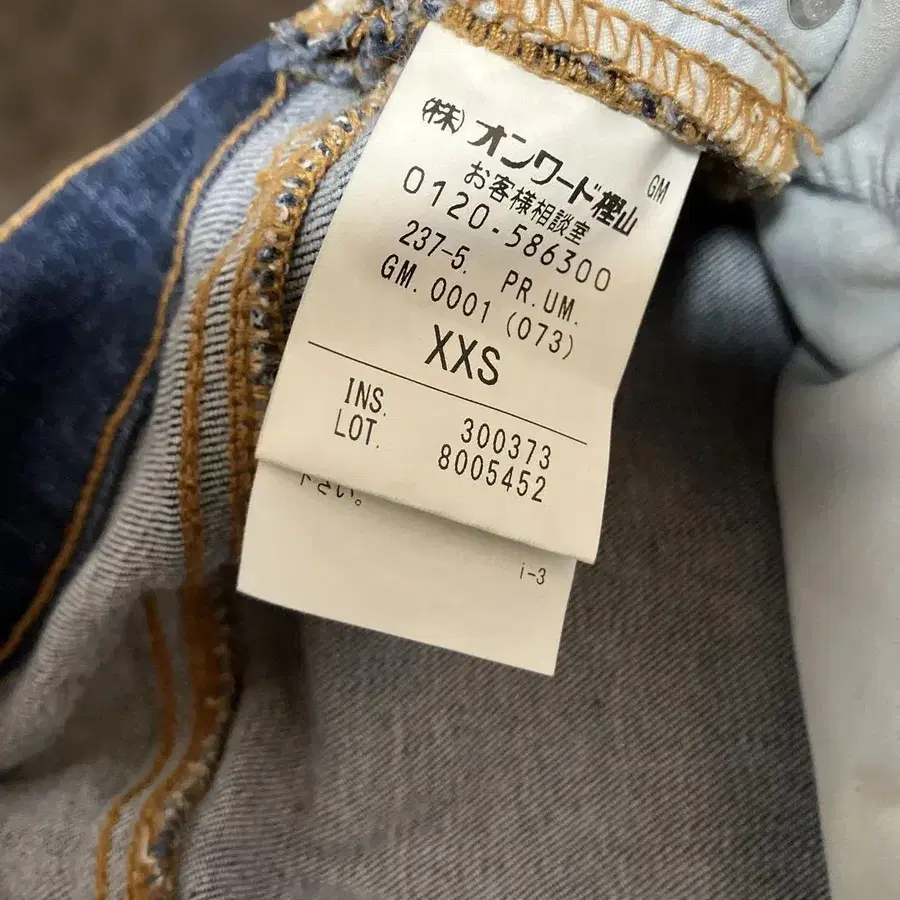 (株) オンワード樫山
GM
お客様相談室
0120-586300
237-5. PR.UM.
GM.0001 (073)
XXS
INS. 300373
LOT. 8005452
下さい。
i-3